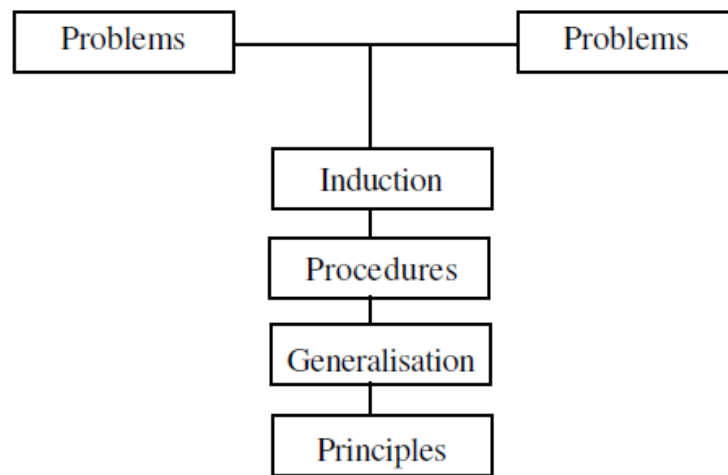 Problems
Problems
Induction
Procedures
Generalisation
Principles